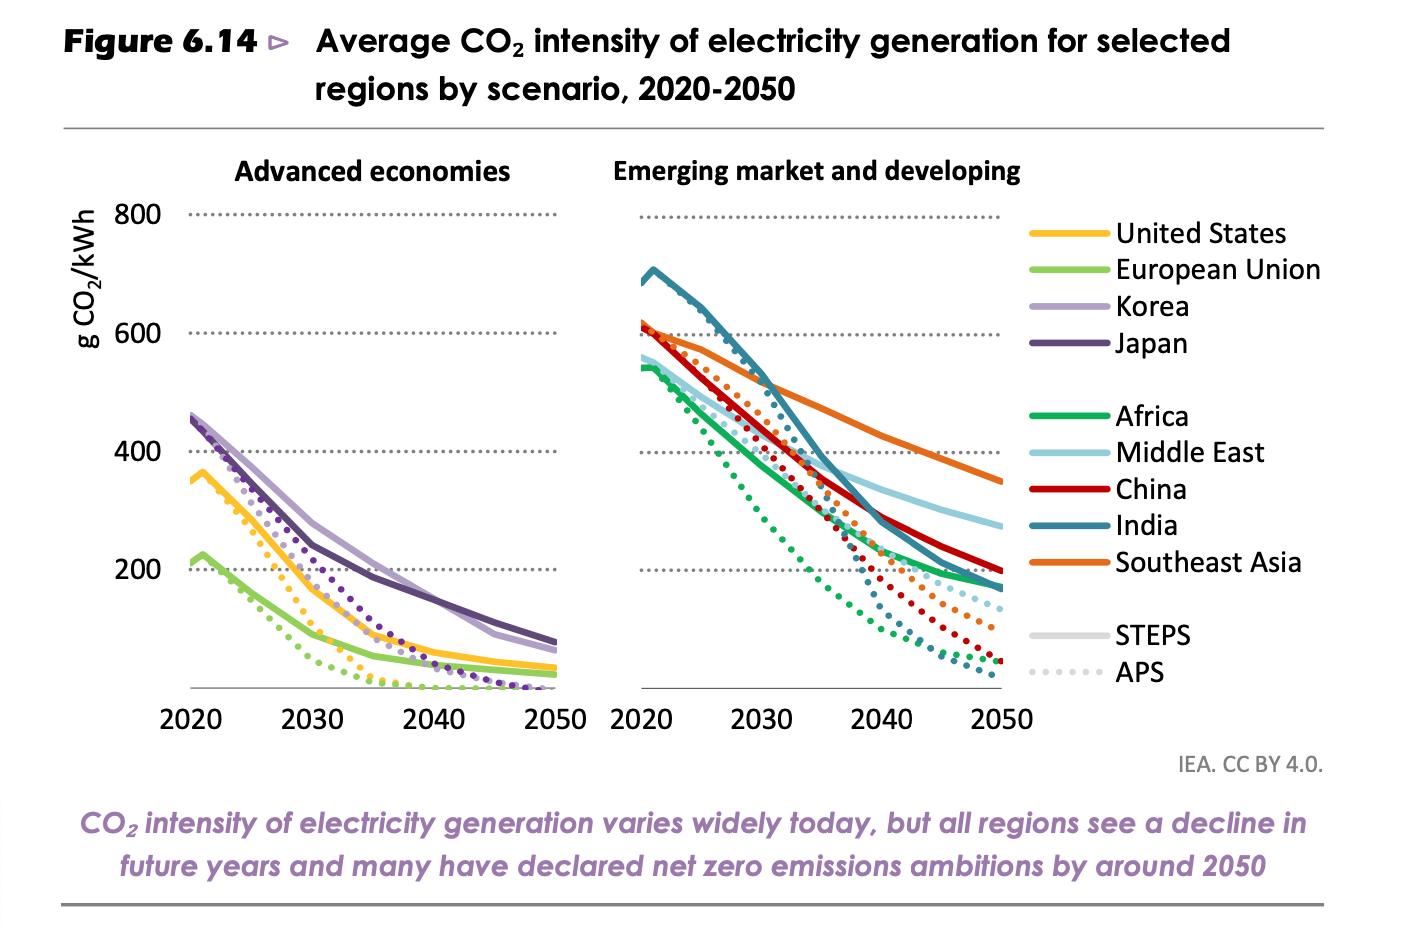 Figure 6.14 ▻ Average CO₂ intensity of electricity generation for selected
regions by scenario, 2020-2050
Advanced economies
g CO₂/kWh
800
600
400
200
2020 2030 2040 2050
Emerging market and developing
2020 2030 2040 2050
United States
European Union
Korea
Japan
Africa
Middle East
China
India
Southeast Asia
STEPS
APS
IEA. CC BY 4.0.
CO₂ intensity of electricity generation varies widely today, but all regions see a decline in
future years and many have declared net zero emissions ambitions by around 2050